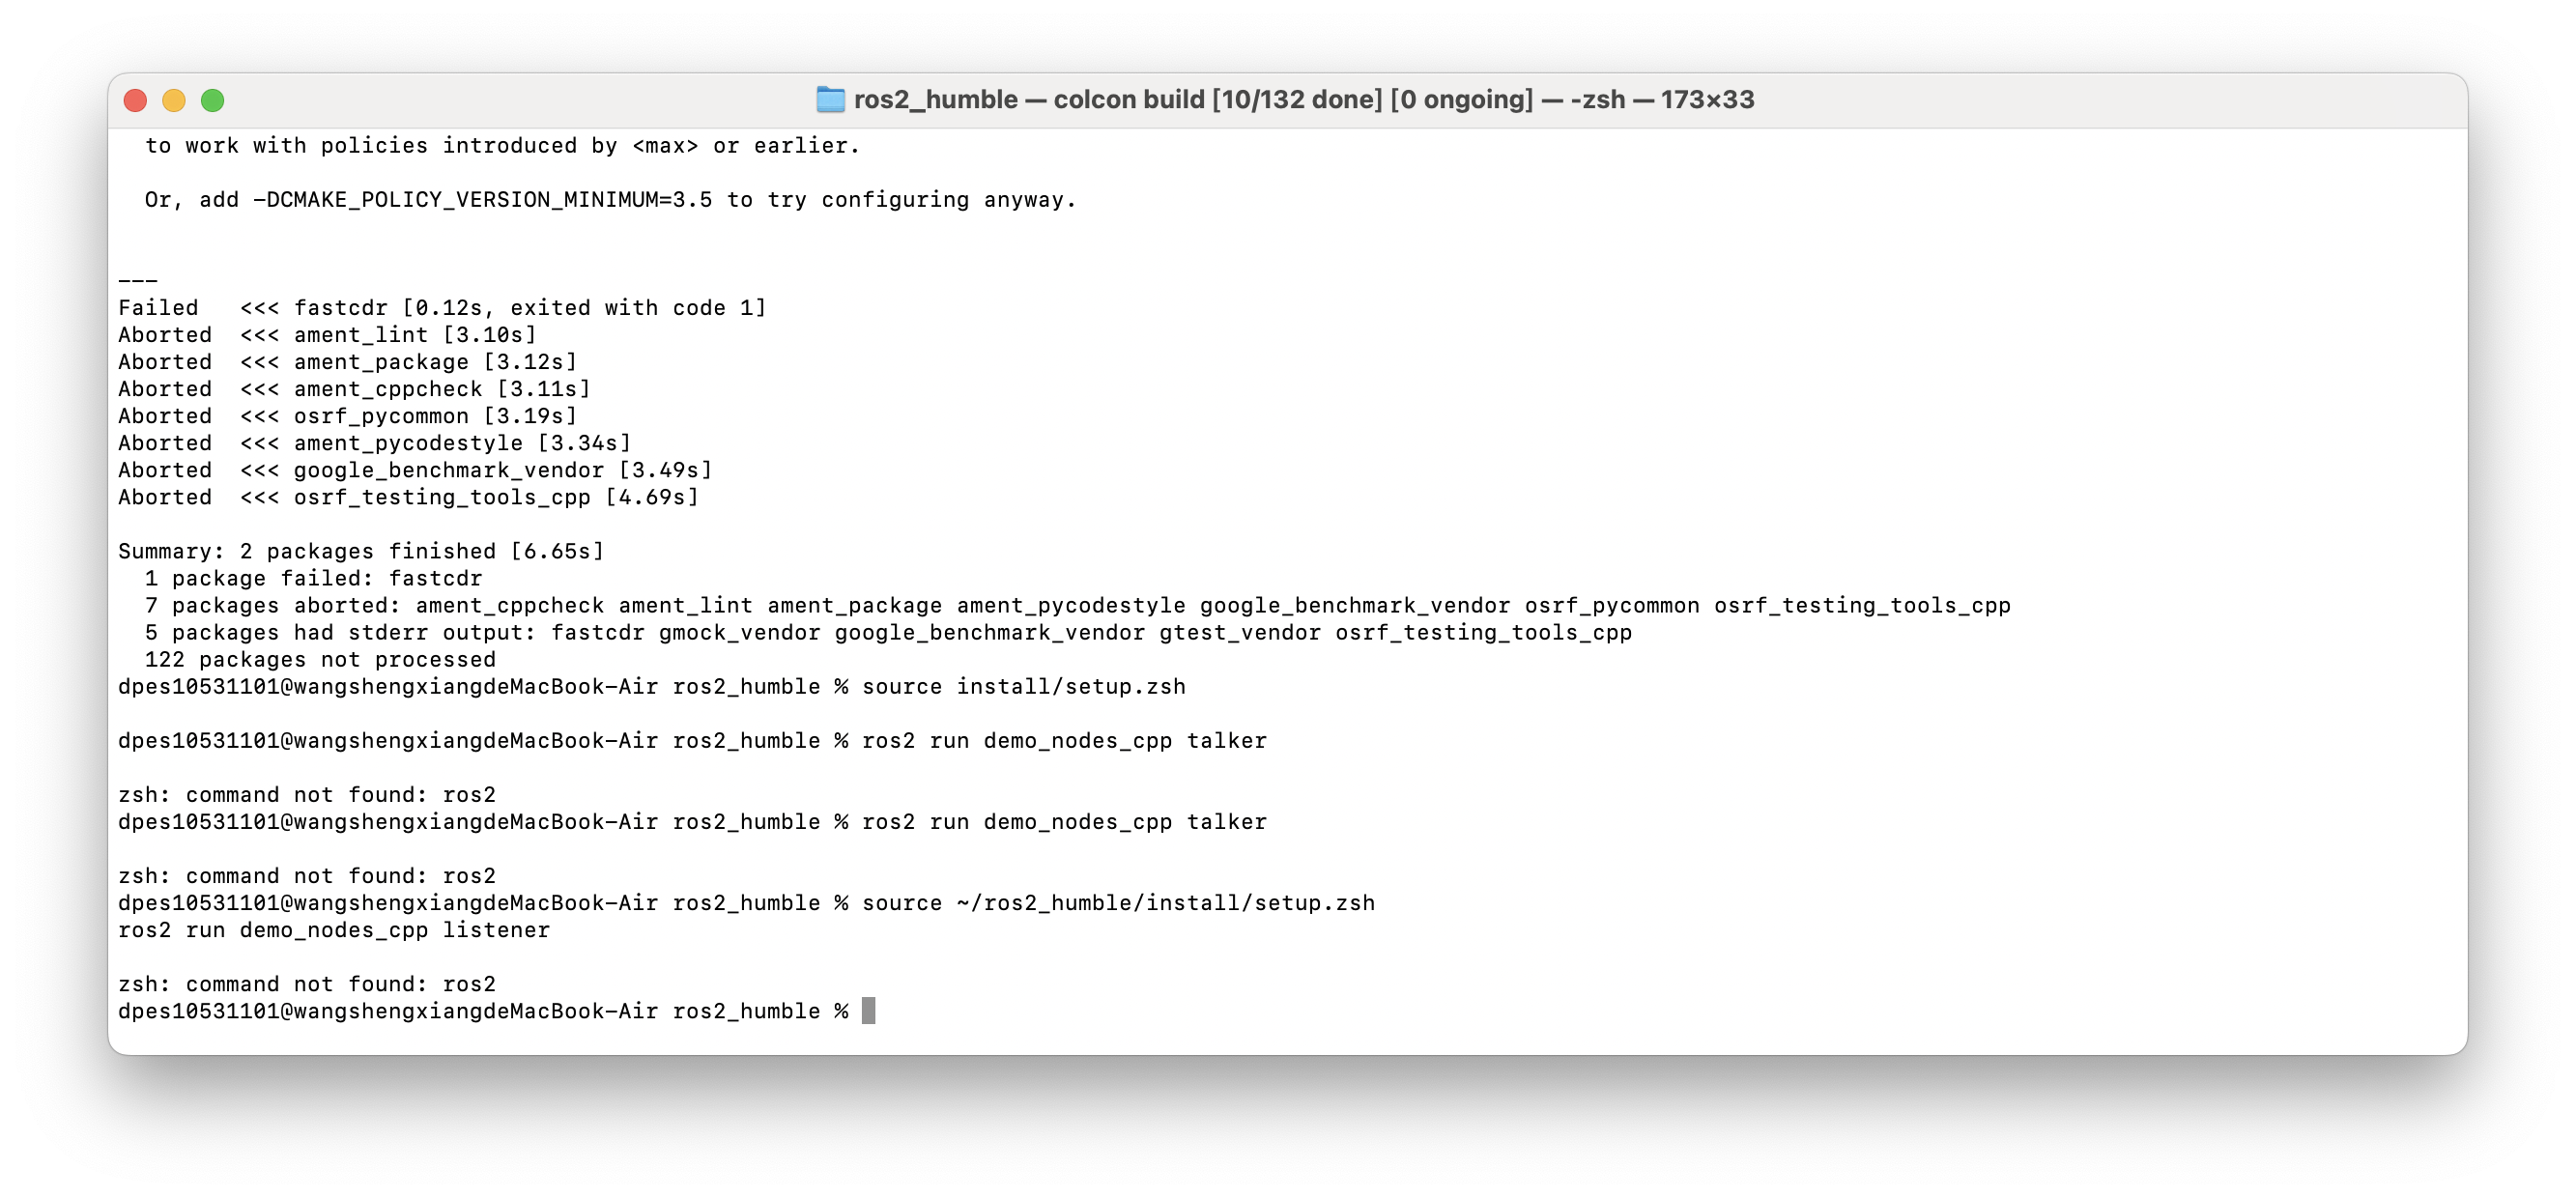 ros2_humble — colcon build [10/132 done] [0 ongoing] — -zsh — 173×33
to work with policies introduced by <max> or earlier.
Or, add -DCMAKE_POLICY_VERSION_MINIMUM=3.5 to try configuring anyway.
---
Failed   <<< fastcdr [0.12s, exited with code 1]
Aborted  <<< ament_lint [3.10s]
Aborted  <<< ament_package [3.12s]
Aborted  <<< ament_cppcheck [3.11s]
Aborted  <<< osrf_pycommon [3.19s]
Aborted  <<< ament_pycodestyle [3.34s]
Aborted  <<< google_benchmark_vendor [3.49s]
Aborted  <<< osrf_testing_tools_cpp [4.69s]
Summary: 2 packages finished [6.65s]
  1 package failed: fastcdr
  7 packages aborted: ament_cppcheck ament_lint ament_package ament_pycodestyle google_benchmark_vendor osrf_pycommon osrf_testing_tools_cpp
  5 packages had stderr output: fastcdr gmock_vendor google_benchmark_vendor gtest_vendor osrf_testing_tools_cpp
  122 packages not processed
dpes10531101@wangshengxiangdeMacBook-Air ros2_humble % source install/setup.zsh
dpes10531101@wangshengxiangdeMacBook-Air ros2_humble % ros2 run demo_nodes_cpp talker
zsh: command not found: ros2
dpes10531101@wangshengxiangdeMacBook-Air ros2_humble % ros2 run demo_nodes_cpp talker
zsh: command not found: ros2
dpes10531101@wangshengxiangdeMacBook-Air ros2_humble % source ~/ros2_humble/install/setup.zsh
ros2 run demo_nodes_cpp listener
zsh: command not found: ros2
dpes10531101@wangshengxiangdeMacBook-Air ros2_humble %